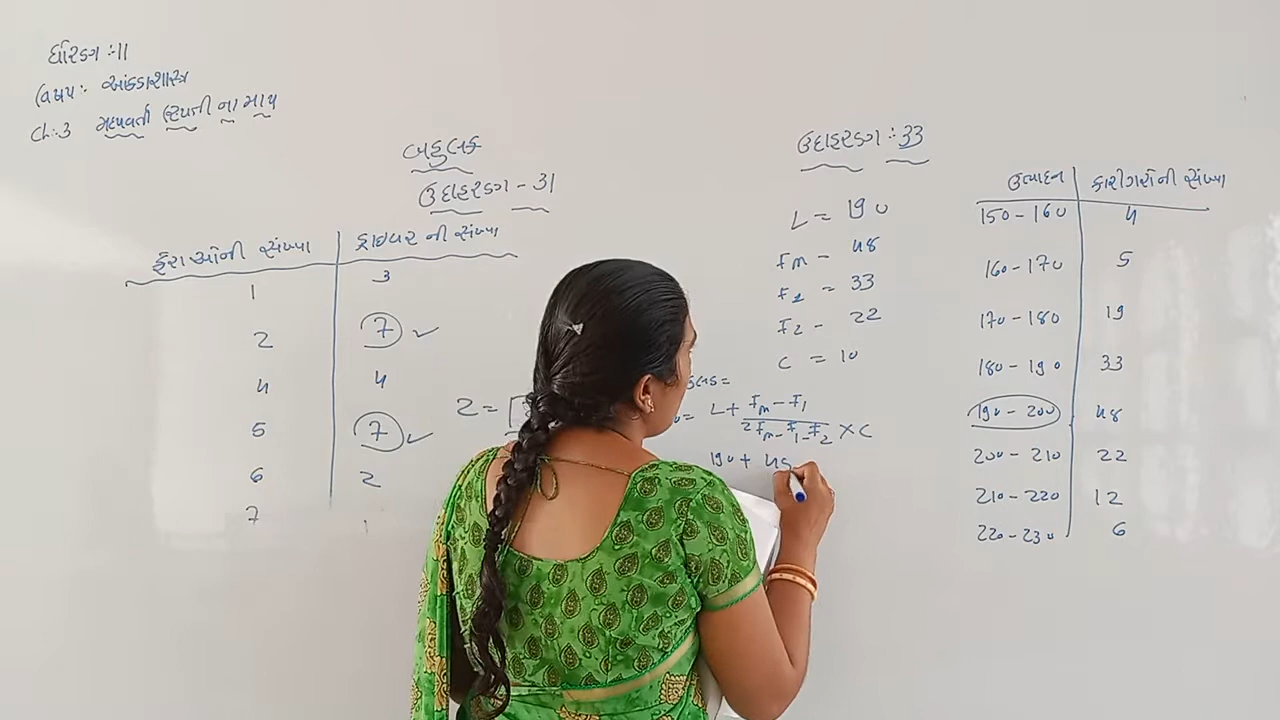 ધોરણ :- 11
વિષય :- આંકડાશાસ્ત્ર
Ch:-3 મધ્યવર્તી સ્થિતી ના માપ
બહુલક
ઉદાહરણ - 31
ફેરાઓની સંખ્યા ડ્રાઇવર ની સંખ્યા
1 3
2 7 ✓
4 4
5 7 ✓
6 2
7 1
Z =
ઉદાહરણ :- 33
L = 190
Fm - 48
F1 = 33
F2 - 22
C = 10
= L + Fm - F1
2Fm - F1 - F2 × C
190 + 48
ઉત્પાદન કારીગરોની સંખ્યા
150 - 160 4
160 - 170 5
170 - 180 19
180 - 190 33
190 - 200 48
200 - 210 22
210 - 220 12
220 - 230 6